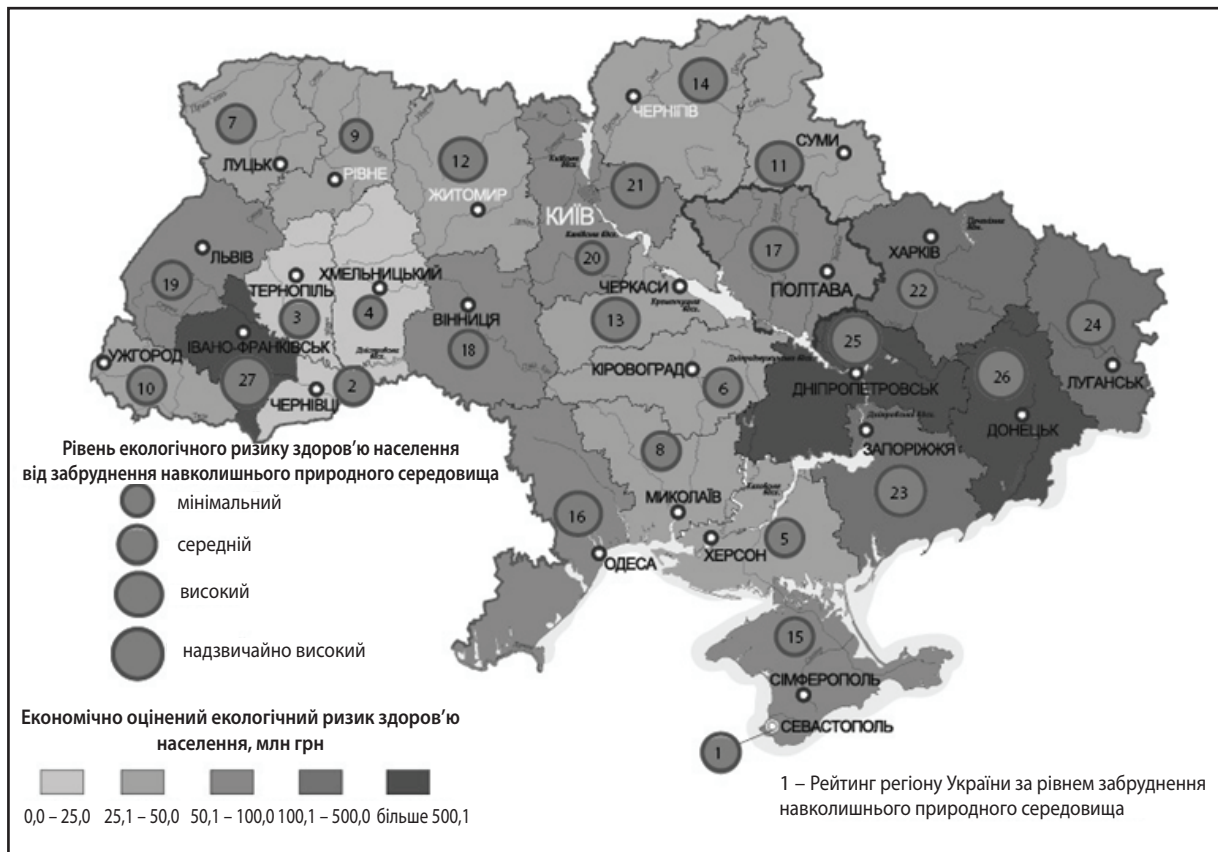 14
ЧЕРНІГІВ
7
9
СУМИ
12
11
ЛУЦЬК
РІВНЕ
21
ЖИТОМИР
КИЇВ
ХАРКІВ
ЛЬВІВ
17
ХМЕЛЬНИЦЬКИЙ
20
19
ТЕРНОПІЛЬ
ЧЕРКАСИ
ПОЛТАВА
22
3
4
ВІННИЦЯ
13
24
ІВАНО-ФРАНКІВСЬК
18
25
УЖГОРОД
КІРОВОГРАД
ЛУГАНСЬК
10
27
ЧЕРНІВЦІ
2
6
ДНІПРОПЕТРОВСЬК
26
ДОНЕЦЬК
ЗАПОРІЖЖЯ
8
23
МИКОЛАЇВ
16
5
ХЕРСОН
ОДЕСА
15
СІМФЕРОПОЛЬ
СЕВАСТОПОЛЬ
1
Рівень екологічного ризику здоров’ю населення
від забруднення навколишнього природного середовища
мінімальний
середній
високий
надзвичайно високий
Економічно оцінений екологічний ризик здоров’ю
населення, млн грн
0,0 – 25,0 25,1 – 50,0 50,1 – 100,0 100,1 – 500,0 більше 500,1
1 – Рейтинг регіону України за рівнем забруднення
навколишнього природного середовища